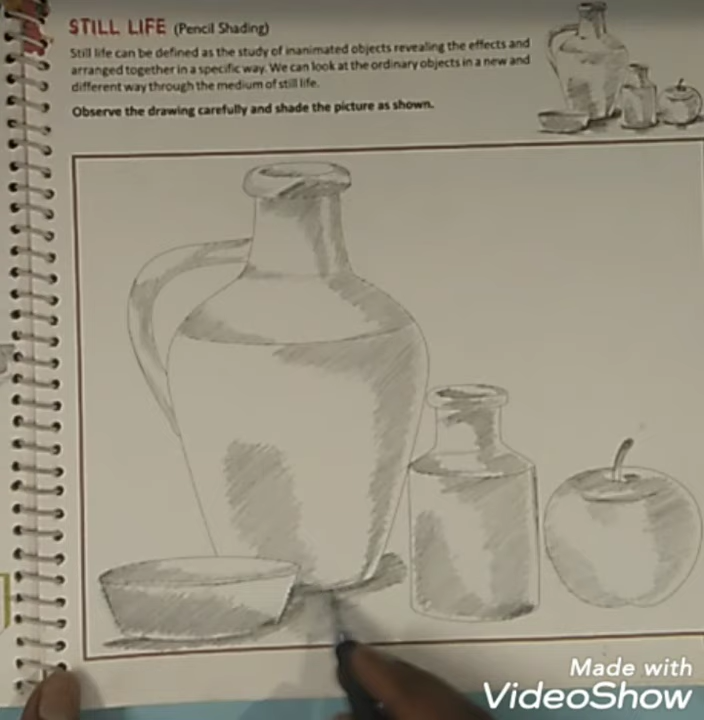 STILL LIFE (Pencil Shading)
Still life can be defined as the study of inanimated objects revealing the effects and
arranged together in a specific way. We can look at the ordinary objects in a new and
different way through the medium of still life.
Observe the drawing carefully and shade the picture as shown.
Made with
VideoShow